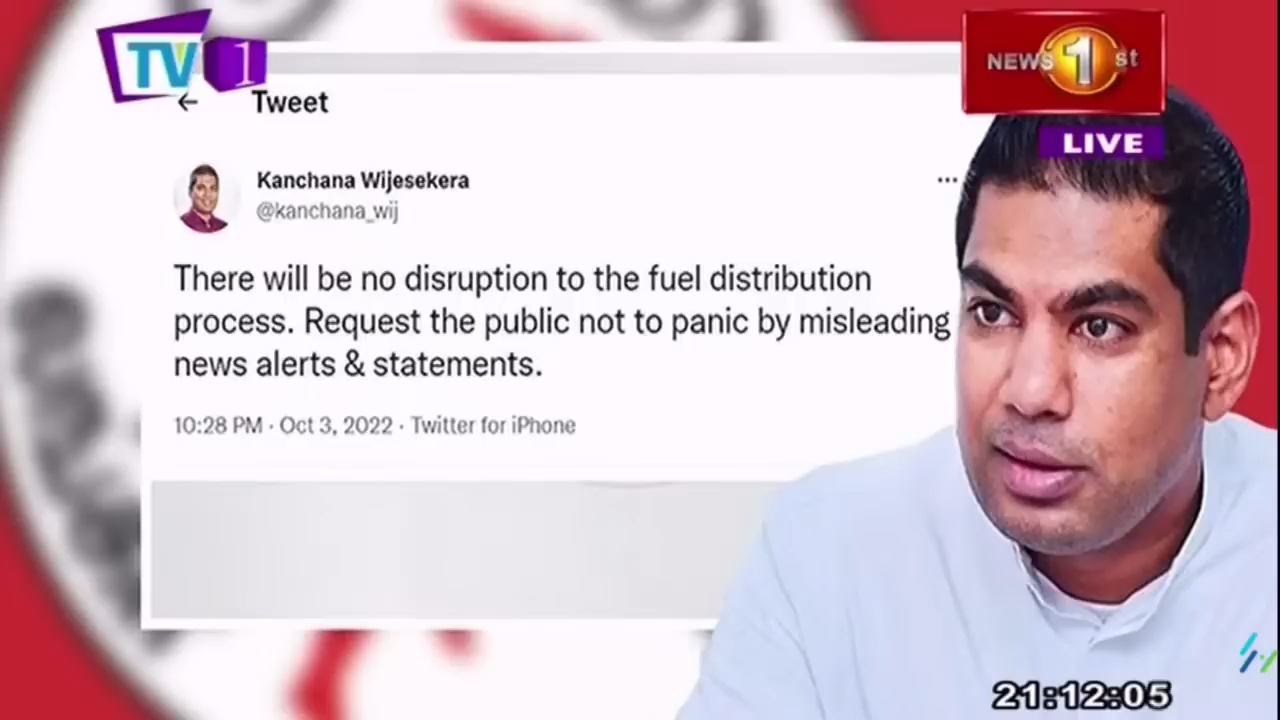 TV 1
NEWS 1st
LIVE
← Tweet
Kanchana Wijesekera
...
@kanchana_wij
There will be no disruption to the fuel distribution
process. Request the public not to panic by misleading
news alerts & statements.
10:28 PM · Oct 3, 2022 · Twitter for iPhone
21:12:05